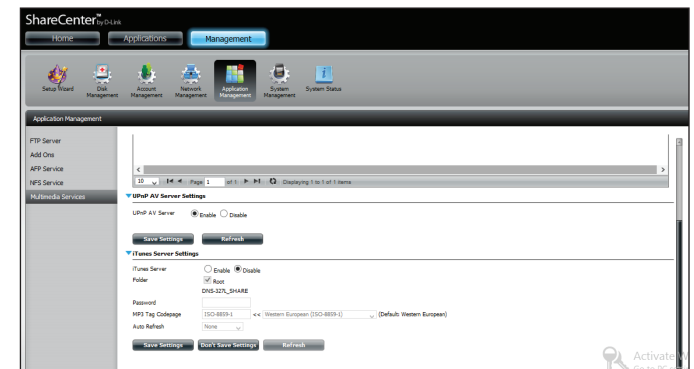 ShareCenter™ by D-Link
Home Applications Management
Setup Wizard Disk Management Account Management Network Management Application Management System Management System Status
Application Management
FTP Server
Add Ons
AFP Service
NFS Service
Multimedia Services
10 Page 1 of 1 Displaying 1 to 1 of 1 items
UPnP AV Server Settings
UPnP AV Server Enable Disable
Save Settings Refresh
iTunes Server Settings
iTunes Server Enable Disable
Folder Root
DNS-327L_SHARE
Password
MP3 Tag Codepage ISO-8859-1 << Western European (ISO-8859-1) (Default: Western European)
Auto Refresh None
Save Settings Don't Save Settings Refresh
Activate W
Go to PC